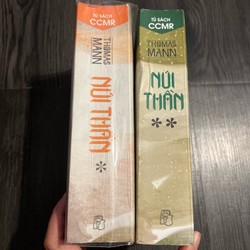 TỦ SÁCH
CCMR
THOMAS
MANN
NÚI THẦN
*
TỦ SÁCH
CCMR
THOMAS
MANN
NÚI
THẦN
**